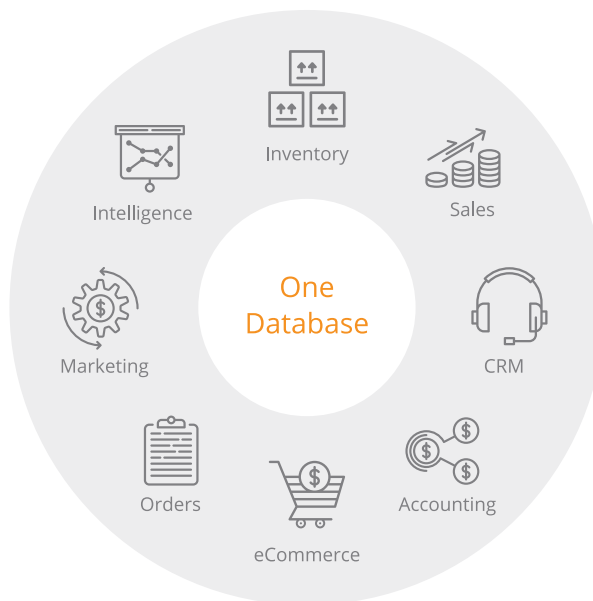 Inventory
Sales
Intelligence
One
Database
Marketing
CRM
Orders
Accounting
eCommerce
$
$
$
$
$